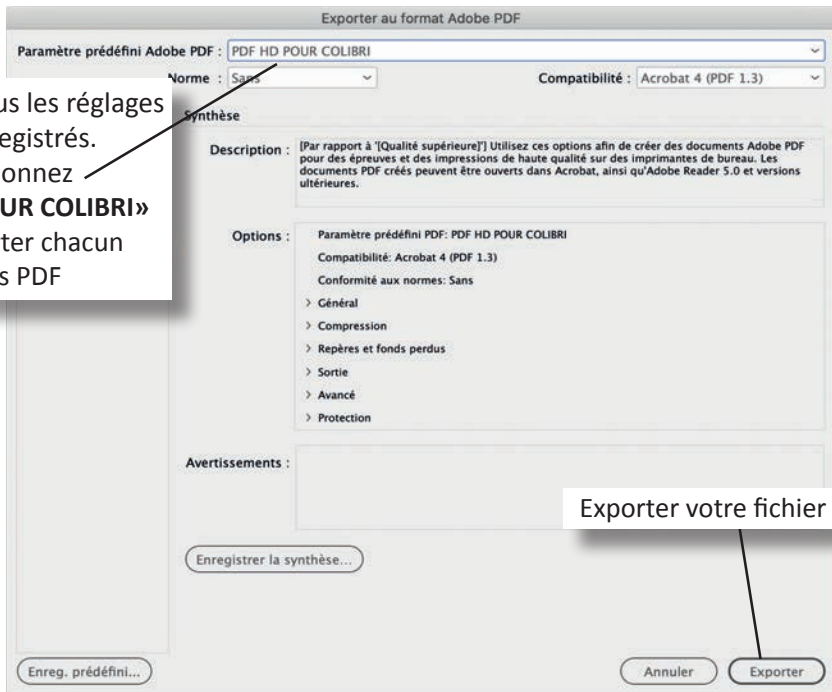 Exporter au format Adobe PDF
Paramètre prédéfini Adobe PDF : PDF HD POUR COLIBRI
Norme : Sans Compatibilité : Acrobat 4 (PDF 1.3)
les réglages
onnez
COLIBRI»
chacun
PDF
Synthèse
Description : [Par rapport à '[Qualité supérieure]'] Utilisez ces options afin de créer des documents Adobe PDF
pour des épreuves et des impressions de haute qualité sur des imprimantes de bureau. Les
documents PDF créés peuvent être ouverts dans Acrobat, ainsi qu'Adobe Reader 5.0 et versions
ultérieures.
Options : Paramètre prédéfini PDF: PDF HD POUR COLIBRI
Compatibilité: Acrobat 4 (PDF 1.3)
Conformité aux normes: Sans
> Général
> Compression
> Repères et fonds perdus
> Sortie
> Avancé
> Protection
Avertissements :
Exporter votre fichier
Enregistrer la synthèse...
Enreg. prédéfini... Annuler Exporter